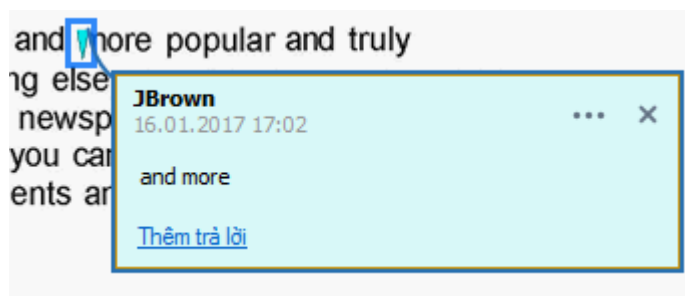 and more popular and truly
ng else
newsp
you car
ents ar
JBrown
16.01.2017 17:02
and more
Thêm trả lời